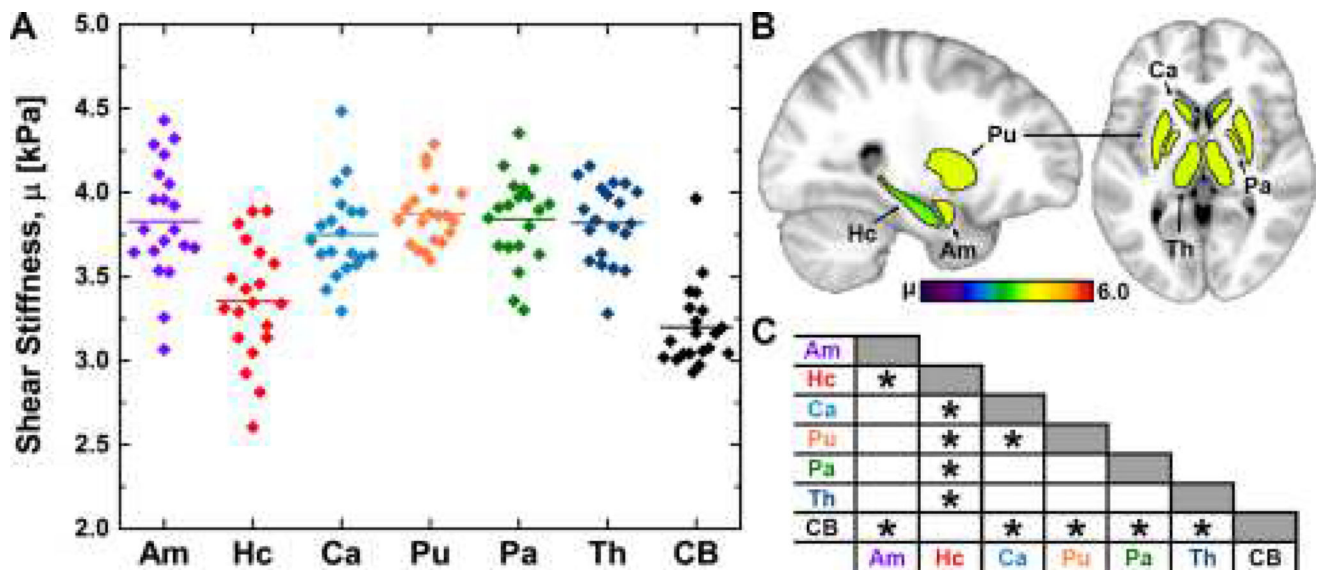 A
Shear Stiffness, μ [kPa]
5.0
4.5
4.0
3.5
3.0
2.5
2.0
Am Hc Ca Pu Pa Th CB
B
Ca
Pu
Pa
Hc
Am
Th
μ 6.0
C
Am
Hc *
Ca *
Pu * *
Pa *
Th *
CB * * * * *
Am Hc Ca Pu Pa Th CB